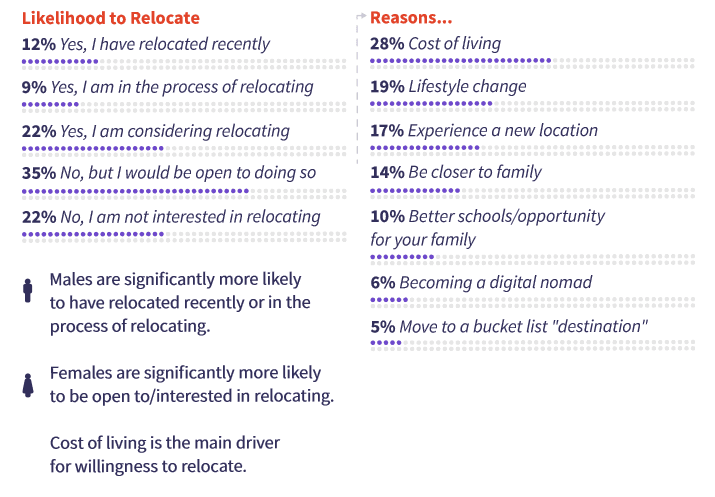 Likelihood to Relocate
12% Yes, I have relocated recently
9% Yes, I am in the process of relocating
22% Yes, I am considering relocating
35% No, but I would be open to doing so
22% No, I am not interested in relocating
Males are significantly more likely
to have relocated recently or in the
process of relocating.
Females are significantly more likely
to be open to/interested in relocating.
Cost of living is the main driver
for willingness to relocate.
Reasons...
28% Cost of living
19% Lifestyle change
17% Experience a new location
14% Be closer to family
10% Better schools/opportunity
for your family
6% Becoming a digital nomad
5% Move to a bucket list "destination"